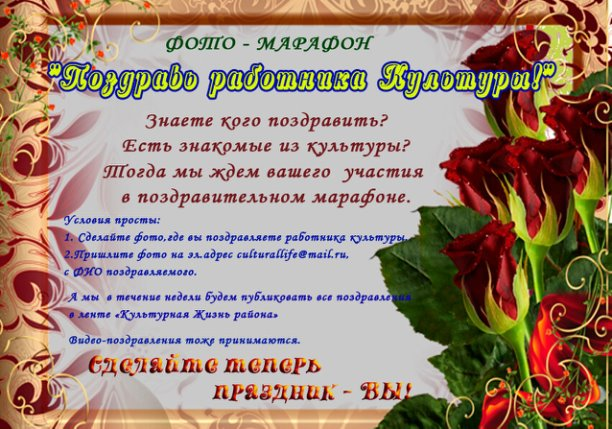 ФОТО - МАРАФОН
"Поздравь работника Культуры!"
Знаете кого поздравить?
Есть знакомые из культуры?
Тогда мы ждем вашего участия
в поздравительном марафоне.
Условия просты:
1. Сделайте фото,где вы поздравляете работника культуры.
2.Пришлите фото на эл.адрес culturallife@mail.ru,
с ФИО поздравляемого.
А мы в течение недели будем публиковать все поздравления
в ленте «Культурная Жизнь района»
Видео-поздравления тоже принимаются.
Сделайте теперь
праздник - ВЫ!